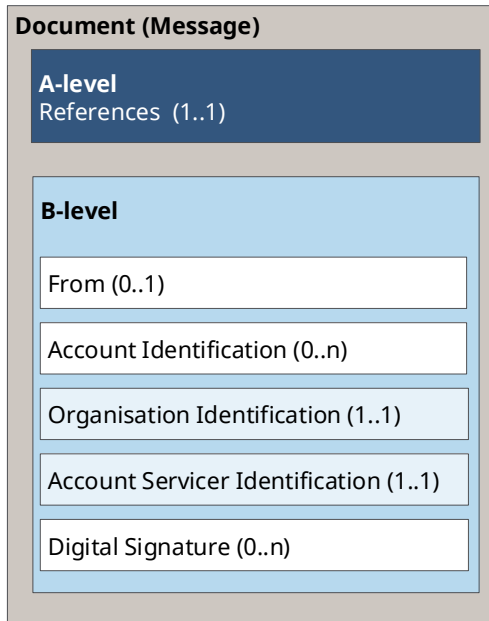 Document (Message)
A-level
References (1..1)
B-level
From (0..1)
Account Identification (0..n)
Organisation Identification (1..1)
Account Servicer Identification (1..1)
Digital Signature (0..n)